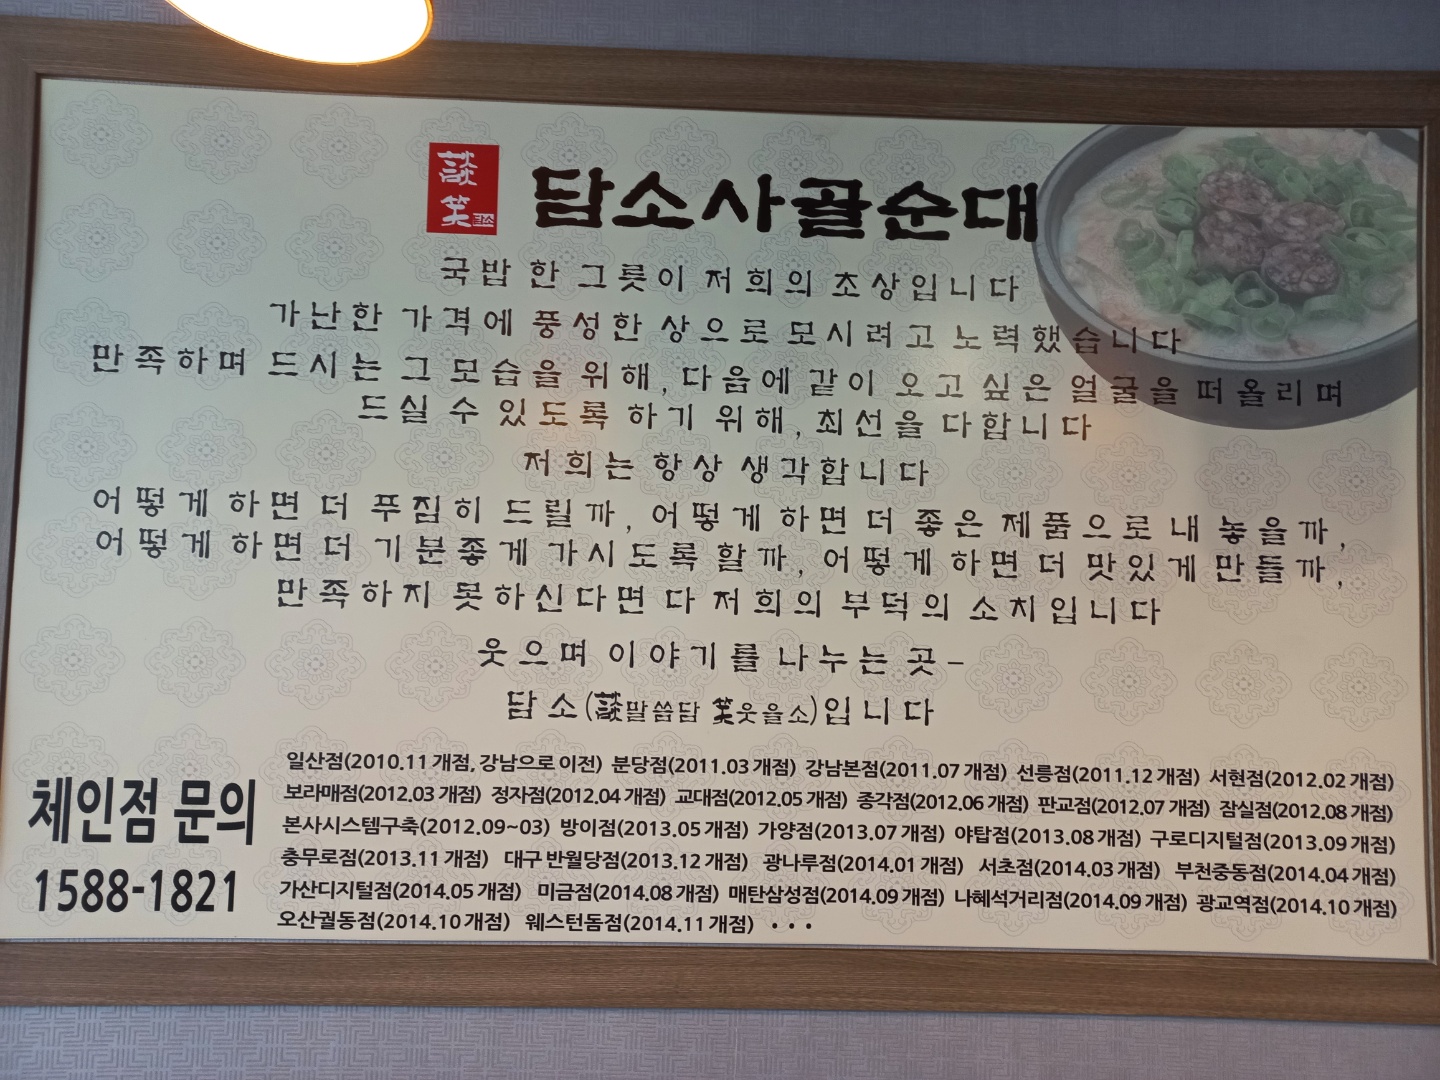 談
笑 담소
담소사골순대
국밥 한 그릇이 저희의 초상입니다
가난한 가격에 풍성한 상으로 모시려고 노력했습니다
만족하며 드시는 그 모습을 위해, 다음에 같이 오고 싶은 얼굴을 떠올리며
드실 수 있도록 하기 위해, 최선을 다합니다
저희는 항상 생각합니다
어떻게 하면 더 푸짐히 드릴까, 어떻게 하면 더 좋은 제품으로 내 놓을까,
어떻게 하면 더 기분좋게 가시도록 할까, 어떻게 하면 더 맛있게 만들까,
만족하지 못하신다면 다 저희의 부덕의 소치입니다
웃으며 이야기를 나누는 곳–
담소(談말씀담 笑웃을소)입니다
체인점 문의
1588-1821
일산점(2010.11 개점, 강남으로 이전) 분당점(2011.03 개점) 강남본점(2011.07 개점) 선릉점(2011.12 개점) 서현점(2012.02 개점)
보라매점(2012.03 개점) 정자점(2012.04 개점) 교대점(2012.05 개점) 종각점(2012.06 개점) 판교점(2012.07 개점) 잠실점(2012.08 개점)
본사시스템구축(2012.09~03) 방이점(2013.05 개점) 가양점(2013.07 개점) 야탑점(2013.08 개점) 구로디지털점(2013.09 개점)
충무로점(2013.11 개점) 대구 반월당점(2013.12 개점) 광나루점(2014.01 개점) 서초점(2014.03 개점) 부천중동점(2014.04 개점)
가산디지털점(2014.05 개점) 미금점(2014.08 개점) 매탄삼성점(2014.09 개점) 나혜석거리점(2014.09 개점) 광교역점(2014.10 개점)
오산궐동점(2014.10 개점) 웨스턴돔점(2014.11 개점) • • •